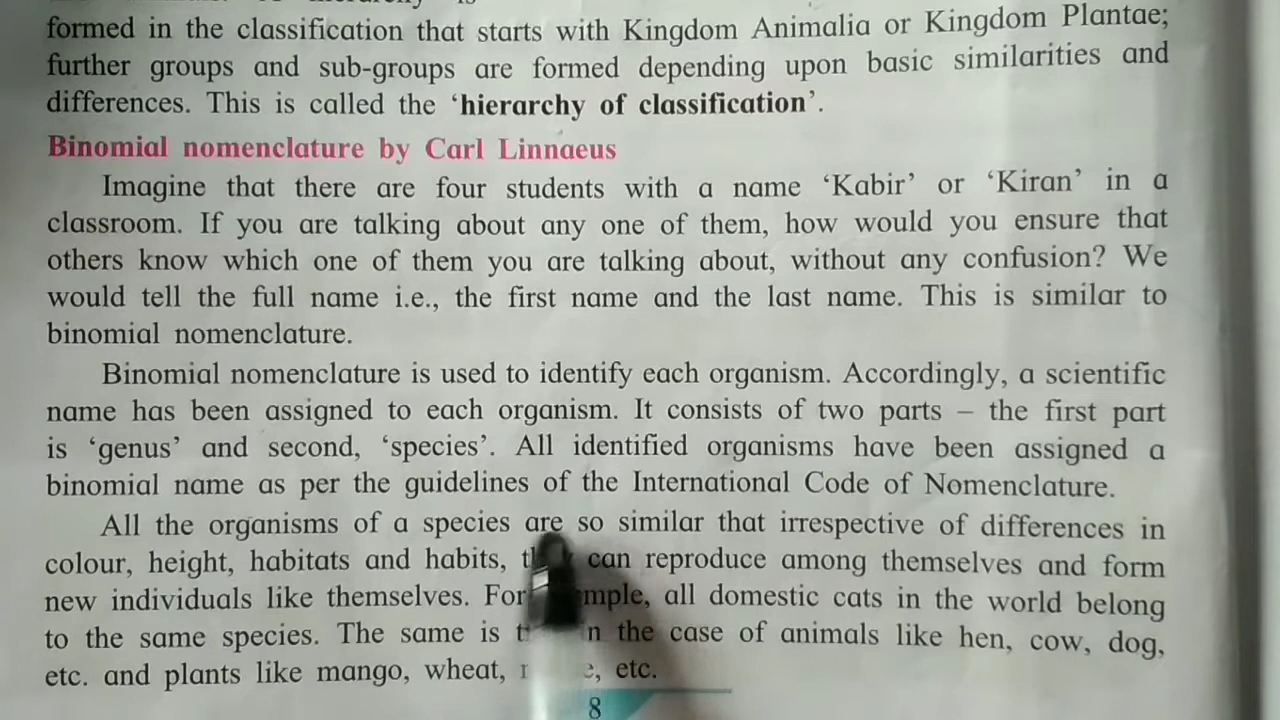 formed in the classification that starts with Kingdom Animalia or Kingdom Plantae;
further groups and sub-groups are formed depending upon basic similarities and
differences. This is called the ‘hierarchy of classification’.
Binomial nomenclature by Carl Linnaeus
Imagine that there are four students with a name ‘Kabir’ or ‘Kiran’ in a
classroom. If you are talking about any one of them, how would you ensure that
others know which one of them you are talking about, without any confusion? We
would tell the full name i.e., the first name and the last name. This is similar to
binomial nomenclature.
Binomial nomenclature is used to identify each organism. Accordingly, a scientific
name has been assigned to each organism. It consists of two parts – the first part
is ‘genus’ and second, ‘species’. All identified organisms have been assigned a
binomial name as per the guidelines of the International Code of Nomenclature.
All the organisms of a species are so similar that irrespective of differences in
colour, height, habitats and habits, can reproduce among themselves and form
new individuals like themselves. For all domestic cats in the world belong
to the same species. The same is the case of animals like hen, cow, dog,
etc. and plants like mango, wheat, etc.
8